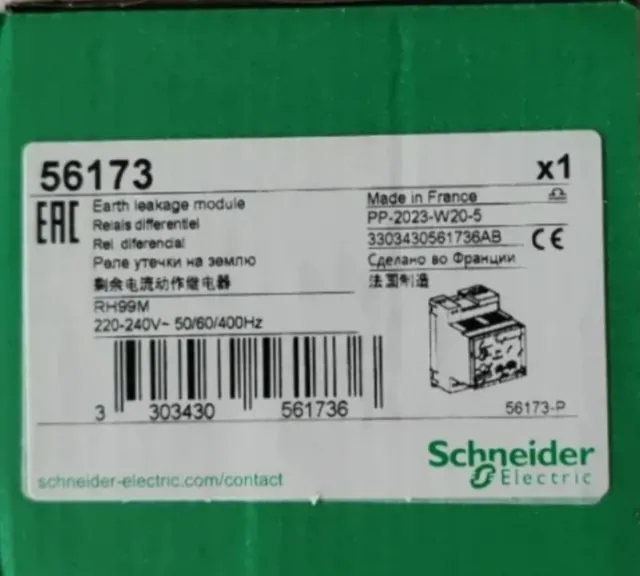 56173
x1
EAC
Earth leakage module
Relais differentiel
Rel. diferencial
Реле утечки на землю
剩余电流动作继电器
RH99M
220-240V~ 50/60/400Hz
Made in France
PP-2023-W20-5
3303430561736AB
CE
Сделано во Франции
法国制造
3 303430 561736
56173-P
Schneider
Electric
schneider-electric.com/contact